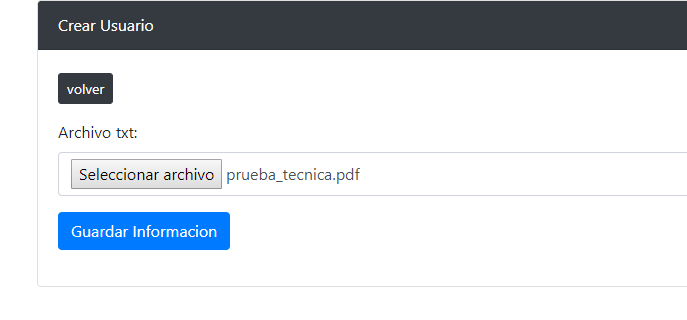 Crear Usuario
volver
Archivo txt:
Seleccionar archivo prueba_tecnica.pdf
Guardar Informacion